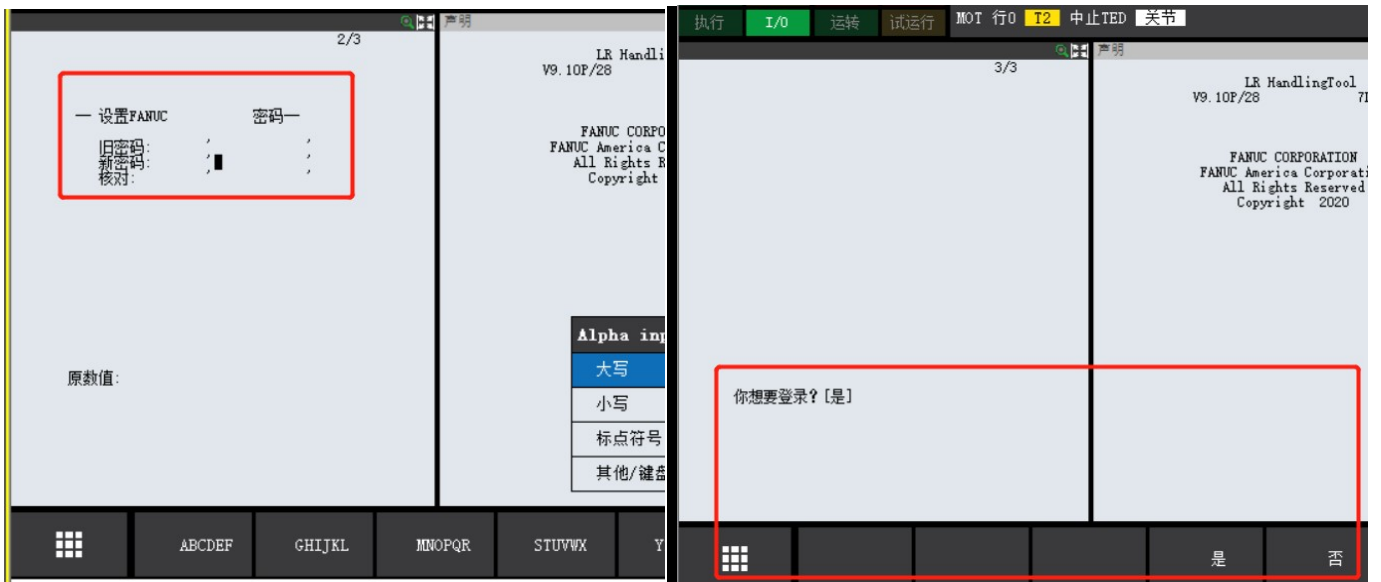 声明
2/3
LR Handli
V9.10P/28
一 设置FANUC 密码一
旧密码: ' '
新密码: ' '
核对: ' '
FANUC CORPO
FANUC America C
All Rights R
Copyright
Alpha inp
大写
小写
标点符号
其他/键盘
原数值:
ABCDEF GHIJKL MNOPQR STUVWX Y
执行 I/O 运转 试运行 MOT 行0 T2 中止TED 关节
声明
3/3
LR HandlingTool
V9.10P/28 7D
FANUC CORPORATION
FANUC America Corporati
All Rights Reserved
Copyright 2020
你想要登录? [是]
是 否